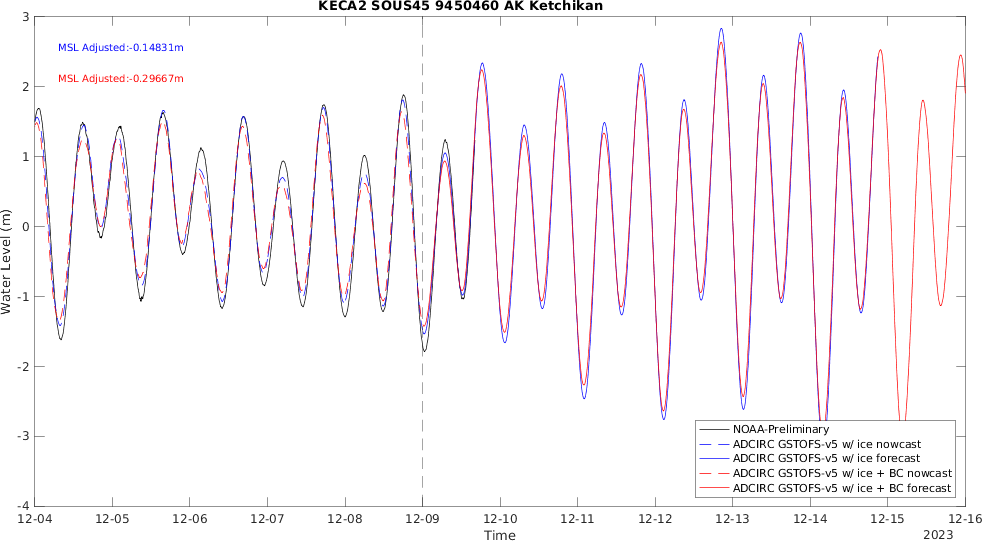 KECA2 SOUS45 9450460 AK Ketchikan
MSL Adjusted:-0.14831m
MSL Adjusted:-0.29667m
3
2
1
0
-1
-2
-3
-4
Water Level (m)
NOAA-Preliminary
ADCIRC GSTOFS-v5 w/ ice nowcast
ADCIRC GSTOFS-v5 w/ ice forecast
ADCIRC GSTOFS-v5 w/ ice + BC nowcast
ADCIRC GSTOFS-v5 w/ ice + BC forecast
12-04 12-05 12-06 12-07 12-08 12-09 12-10 12-11 12-12 12-13 12-14 12-15 12-16
Time
2023